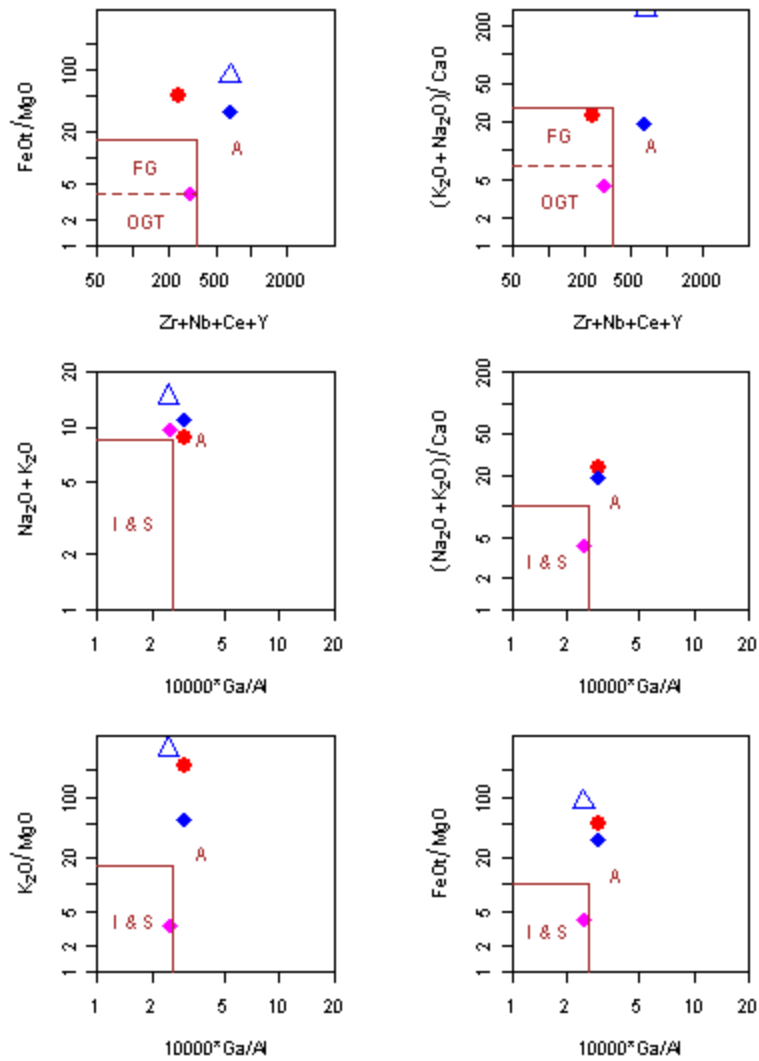 FeOt/MgO
100
20
5
2
1
FG
OGT
A
50
200
500
2000
Zr+Nb+Ce+Y
(K₂O+Na₂O)/CaO
200
50
20
5
2
1
FG
OGT
A
50
200
500
2000
Zr+Nb+Ce+Y
Na₂O+K₂O
20
10
5
2
1
I & S
A
1
2
5
10
20
10000*Ga/Al
(Na₂O+K₂O)/CaO
200
50
20
5
2
1
I & S
A
1
2
5
10
20
10000*Ga/Al
K₂O/MgO
100
20
5
2
1
I & S
A
1
2
5
10
20
10000*Ga/Al
FeOt/MgO
100
20
5
2
1
I & S
A
1
2
5
10
20
10000*Ga/Al